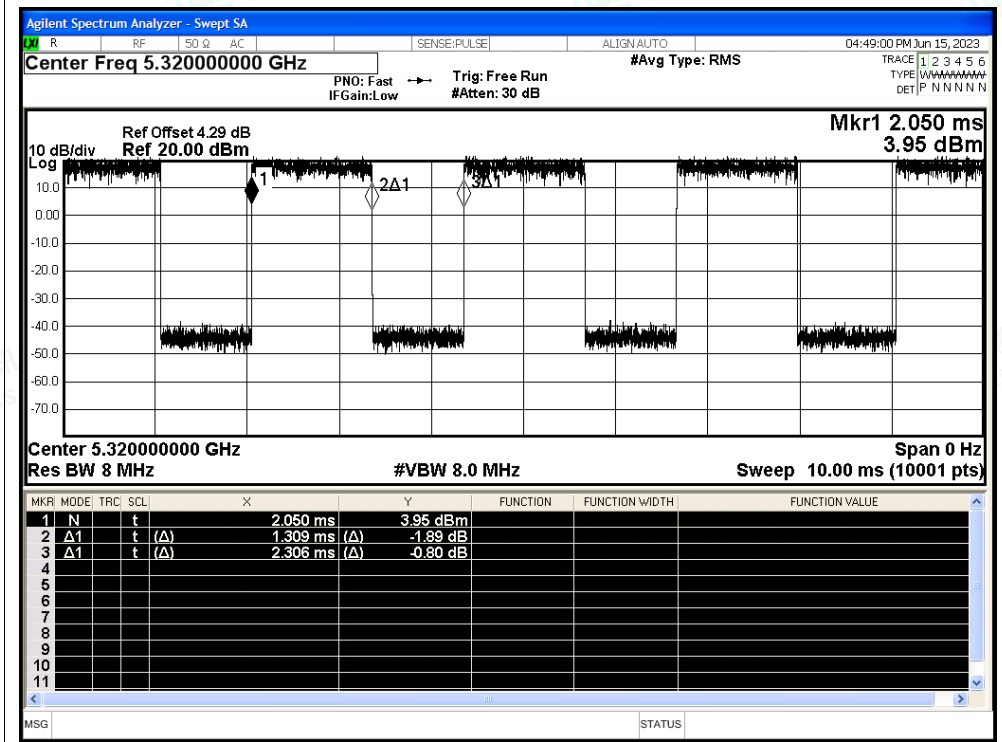 Agilent Spectrum Analyzer - Swept SA
LXI R RF 50 Ω AC SENSE:PULSE ALIGN AUTO 04:49:00 PM Jun 15, 2023
Center Freq 5.320000000 GHz #Avg Type: RMS TRACE 1 2 3 4 5 6
PNO: Fast Trig: Free Run TYPE
IFGain:Low #Atten: 30 dB DET P N N N N N
Mkr1 2.050 ms
3.95 dBm
Ref Offset 4.29 dB
10 dB/div Ref 20.00 dBm
Log
10.0
0.00
-10.0
-20.0
-30.0
-40.0
-50.0
-60.0
-70.0
1
2Δ1
3Δ1
Center 5.320000000 GHz Span 0 Hz
Res BW 8 MHz #VBW 8.0 MHz Sweep 10.00 ms (10001 pts)
MKR MODE TRC SCL X Y FUNCTION FUNCTION WIDTH FUNCTION VALUE
1 N t 2.050 ms 3.95 dBm
2 Δ1 t (Δ) 1.309 ms (Δ) -1.89 dB
3 Δ1 t (Δ) 2.306 ms (Δ) -0.80 dB
4
5
6
7
8
9
10
11
MSG STATUS